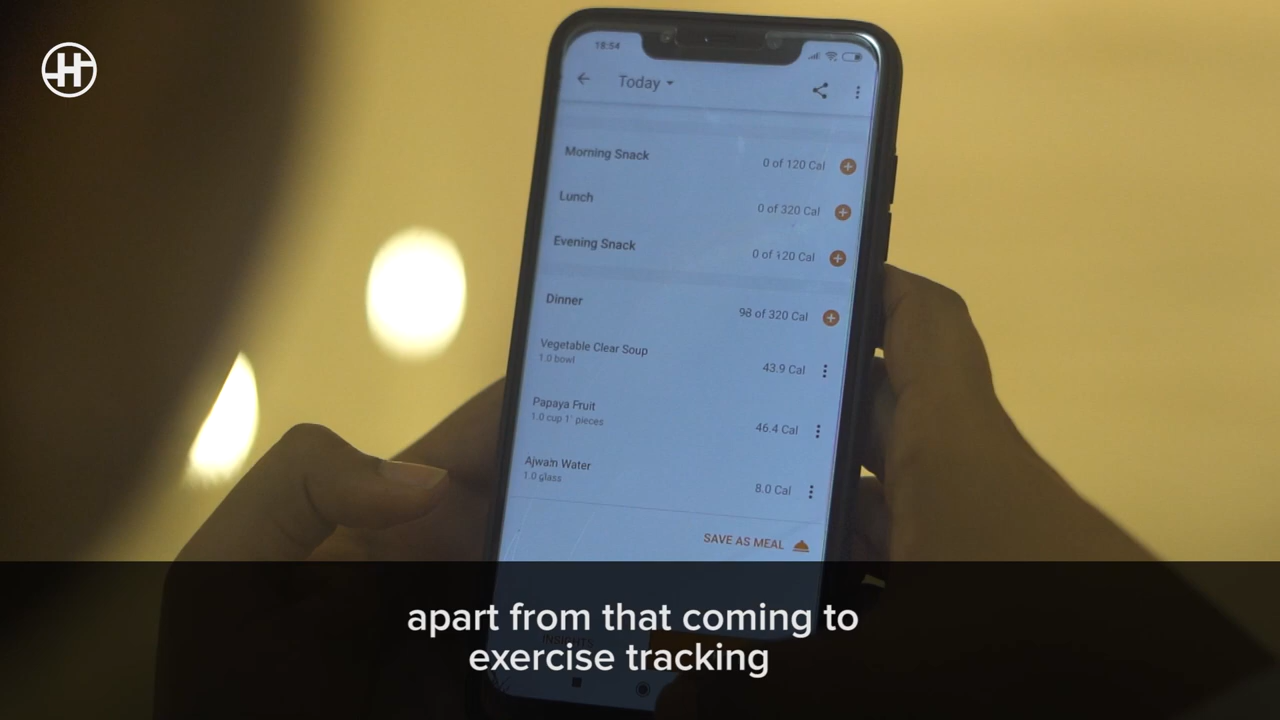 H
18:54
Today
Morning Snack
0 of 120 Cal
Lunch
0 of 320 Cal
Evening Snack
0 of 120 Cal
Dinner
98 of 320 Cal
Vegetable Clear Soup
1.0 bowl
43.9 Cal
Papaya Fruit
1.0 cup 1" pieces
46.4 Cal
Ajwain Water
1.0 glass
8.0 Cal
SAVE AS MEAL
INSIGHTS
apart from that coming to
exercise tracking